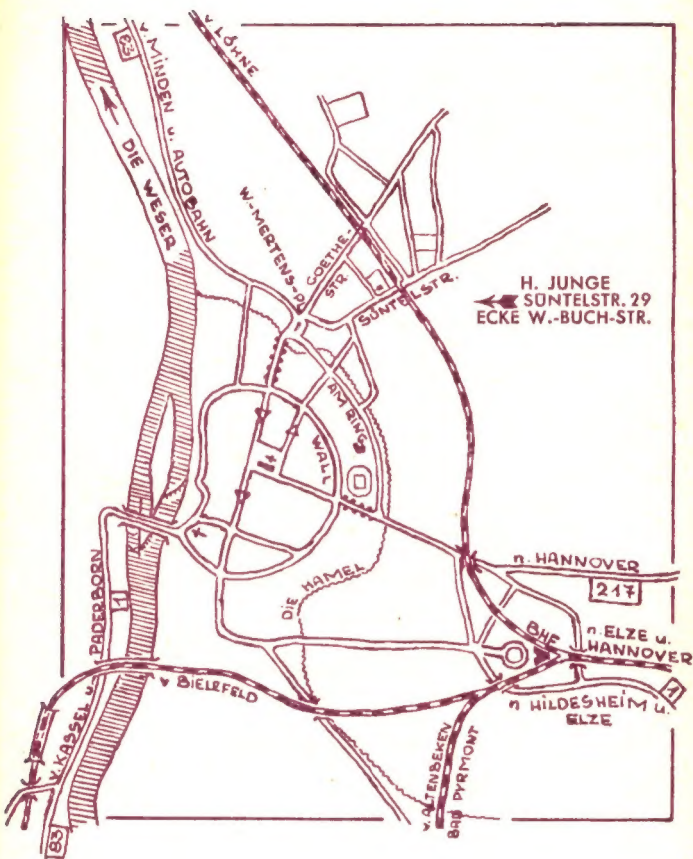 83
v. MINDEN u. AUTOBAHN
v. LÖHNE
DIE WESER
W.-MERTENS-PL.
GOETHE-
STR
SÜNTELSTR.
H. JUNGE
SÜNTELSTR. 29
ECKE W.-BUCH-STR.
AM RING
WALL
PADERBORN
1
DIE HAMEL
n. HANNOVER
217
BHF
n. ELZE u.
HANNOVER
1
n HILDESHEIM u.
ELZE
v BIELEFELD
v. KASSEL u.
83
v. ALTENBEKEN
BAD PYRMONT